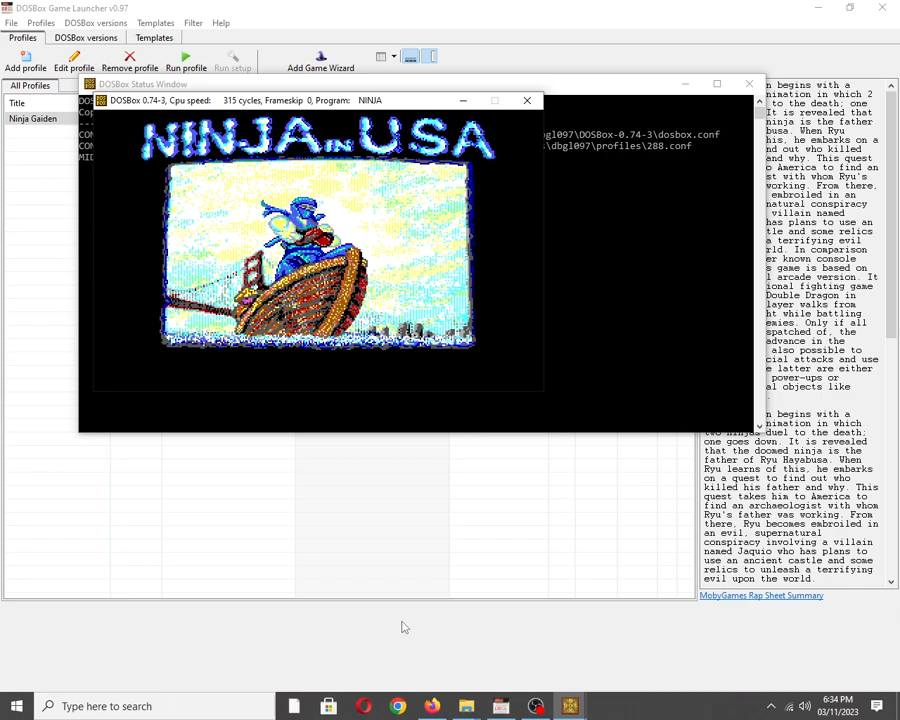 DOSBox Game Launcher v0.97
File Profiles DOSBox versions Templates Filter Help
Profiles DOSBox versions Templates
Add profile Edit profile Remove profile Run profile Run setup Add Game Wizard
All Profiles
Title
Ninja Gaiden
DOSBox Status Window
DOSBox 0.74-3, Cpu speed: 315 cycles, Frameskip 0, Program: NINJA
NINJA IN USA
DOS
Cop
---
CON
CON
MID
bgl097\DOSBox-0.74-3\dosbox.conf
\dbgl097\profiles\288.conf
n begins with a
nimation in which 2
to the death; one
It is revealed
ninja is the father
busa. When Ryu
his, he embarks on a
nd out who killed
and why. This quest
to America to find an
st with whom Ryu's
working. From there,
embroiled in an
natural conspiracy
villain named
has plans to use an
tle and some relics
a terrifying evil
rld. In comparison
er known console
s game is based on
l arcade version. It
ional fighting game
Double Dragon in
layer walks from
ht while battling
emies. Only if all
spatched of, the
advance in the
also possible to
cial attacks and use
e latter are either
power-ups or
al objects like
.
n begins with a
nimation in which
two ninjas duel to the death;
one goes down. It is revealed
that the doomed ninja is the
father of Ryu Hayabusa. When
Ryu learns of this, he embarks
on a quest to find out who
killed his father and why. This
quest takes him to America to
find an archaeologist with whom
Ryu's father was working. From
there, Ryu becomes embroiled in
an evil, supernatural
conspiracy involving a villain
named Jaquio who has plans to
use an ancient castle and some
relics to unleash a terrifying
evil upon the world.
MobyGames Rap Sheet Summary
Type here to search
6:34 PM
03/11/2023